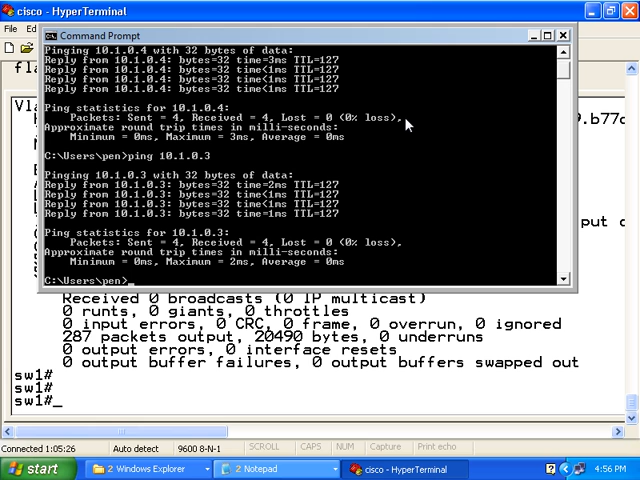 cisco - HyperTerminal
File
Command Prompt
Pinging 10.1.0.4 with 32 bytes of data:
Reply from 10.1.0.4: bytes=32 time=3ms TTL=127
Reply from 10.1.0.4: bytes=32 time<1ms TTL=127
Reply from 10.1.0.4: bytes=32 time<1ms TTL=127
Reply from 10.1.0.4: bytes=32 time<1ms TTL=127
Ping statistics for 10.1.0.4:
Packets: Sent = 4, Received = 4, Lost = 0 (0% loss),
Approximate round trip times in milli-seconds:
Minimum = 0ms, Maximum = 3ms, Average = 0ms
C:\Users\pen>ping 10.1.0.3
Pinging 10.1.0.3 with 32 bytes of data:
Reply from 10.1.0.3: bytes=32 time=2ms TTL=127
Reply from 10.1.0.3: bytes=32 time<1ms TTL=127
Reply from 10.1.0.3: bytes=32 time<1ms TTL=127
Reply from 10.1.0.3: bytes=32 time=1ms TTL=127
Ping statistics for 10.1.0.3:
Packets: Sent = 4, Received = 4, Lost = 0 (0% loss),
Approximate round trip times in milli-seconds:
Minimum = 0ms, Maximum = 2ms, Average = 0ms
C:\Users\pen>_
Received 0 broadcasts (0 IP multicast)
0 runts, 0 giants, 0 throttles
0 input errors, 0 CRC, 0 frame, 0 overrun, 0 ignored
287 packets output, 20490 bytes, 0 underruns
0 output errors, 0 interface resets
0 output buffer failures, 0 output buffers swapped out
sw1#
sw1#
sw1#_
Connected 1:05:26 Auto detect 9600 8-N-1 SCROLL CAPS NUM Capture Print echo
start 2 Windows Explorer 2 Notepad cisco - HyperTerminal 4:56 PM